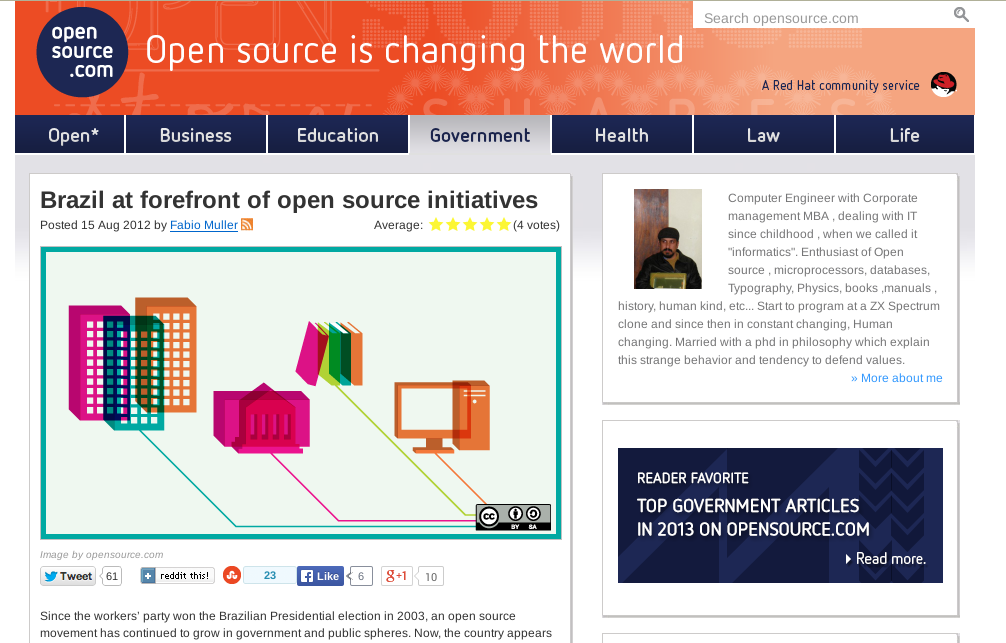 open
source
.com
Open source is changing the world
Search opensource.com
A Red Hat community service
Open*
Business
Education
Government
Health
Law
Life
Brazil at forefront of open source initiatives
Posted 15 Aug 2012 by Fabio Muller
Average: (4 votes)
CC BY SA
Image by opensource.com
Tweet 61
reddit this!
23
Like 6
g+1 10
Since the workers' party won the Brazilian Presidential election in 2003, an open source
movement has continued to grow in government and public spheres. Now, the country appears
Computer Engineer with Corporate
management MBA , dealing with IT
since childhood , when we called it
"informatics". Enthusiast of Open
source , microprocessors, databases,
Typography, Physics, books ,manuals ,
history, human kind, etc... Start to program at a ZX Spectrum
clone and since then in constant changing, Human
changing. Married with a phd in philosophy which explain
this strange behavior and tendency to defend values.
» More about me
READER FAVORITE
TOP GOVERNMENT ARTICLES
IN 2013 ON OPENSOURCE.COM
Read more.